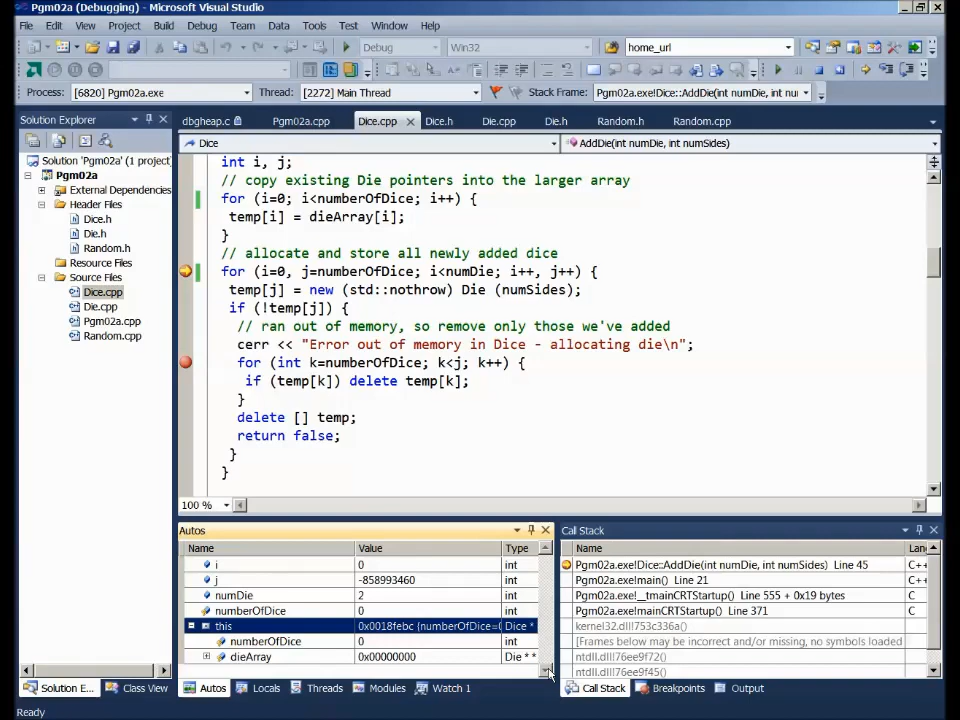 Pgm02a (Debugging) - Microsoft Visual Studio
File Edit View Project Build Debug Team Data Tools Test Window Help
Debug Win32 home_url
Process: [6820] Pgm02a.exe Thread: [2272] Main Thread Stack Frame: Pgm02a.exe!Dice::AddDie(int numDie, int nu
Solution Explorer
dbgheap.c Pgm02a.cpp Dice.cpp Dice.h Die.cpp Die.h Random.h Random.cpp
Dice AddDie(int numDie, int numSides)
Solution 'Pgm02a' (1 project)
Pgm02a
External Dependencies
Header Files
Dice.h
Die.h
Random.h
Resource Files
Source Files
Dice.cpp
Die.cpp
Pgm02a.cpp
Random.cpp
int i, j;
// copy existing Die pointers into the larger array
for (i=0; i<numberOfDice; i++) {
temp[i] = dieArray[i];
}
// allocate and store all newly added dice
for (i=0, j=numberOfDice; i<numDie; i++, j++) {
temp[j] = new (std::nothrow) Die (numSides);
if (!temp[j]) {
// ran out of memory, so remove only those we've added
cerr << "Error out of memory in Dice - allocating die\n";
for (int k=numberOfDice; k<j; k++) {
if (temp[k]) delete temp[k];
}
delete [] temp;
return false;
}
}
100 %
Autos
Name Value Type
i 0 int
j -858993460 int
numDie 2 int
numberOfDice 0 int
this 0x0018febc {numberOfDice=0 Dice *
numberOfDice 0 int
dieArray 0x00000000 Die * *
Autos Locals Threads Modules Watch 1
Call Stack
Name Lan
Pgm02a.exe!Dice::AddDie(int numDie, int numSides) Line 45 C++
Pgm02a.exe!main() Line 21 C++
Pgm02a.exe!__tmainCRTStartup() Line 555 + 0x19 bytes C
Pgm02a.exe!mainCRTStartup() Line 371 C
kernel32.dll!753c336a()
[Frames below may be incorrect and/or missing, no symbols loaded
ntdll.dll!76ee9f72()
ntdll.dll!76ee9f45()
Call Stack Breakpoints Output
Solution E... Class View
Ready